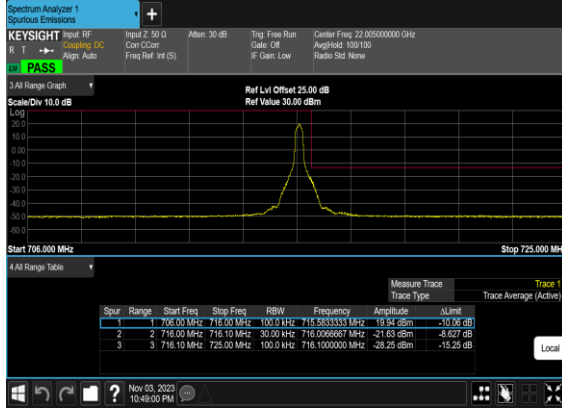 Spectrum Analyzer 1
Spurious Emissions
KEYSIGHT Input: RF Input Z: 50 Ω Atten: 30 dB Trig: Free Run Center Freq: 22.005000000 GHz
R T Coupling: DC Corr CCorr Gate: Off Avg|Hold: 100/100
Align: Auto Freq Ref: Int (S) IF Gain: Low Radio Std: None
PASS
3 All Range Graph Ref Lvl Offset 25.00 dB
Scale/Div 10.0 dB Ref Value 30.00 dBm
Log
20.0
10.0
0.00
-10.0
-20.0
-30.0
-40.0
-50.0
-60.0
Start 706.000 MHz Stop 725.000 MH
4 All Range Table
Measure Trace Trace 1
Trace Type Trace Average (Active)
Spur Range Start Freq Stop Freq RBW Frequency Amplitude ΔLimit
1 1 706.00 MHz 716.00 MHz 100.0 kHz 715.5833333 MHz 19.94 dBm -10.06 dB
2 2 716.00 MHz 716.10 MHz 30.00 kHz 716.0066667 MHz -21.63 dBm -8.627 dB
3 3 716.10 MHz 725.00 MHz 100.0 kHz 716.1000000 MHz -28.25 dBm -15.25 dB
Local
? Nov 03, 2023
10:49:00 PM